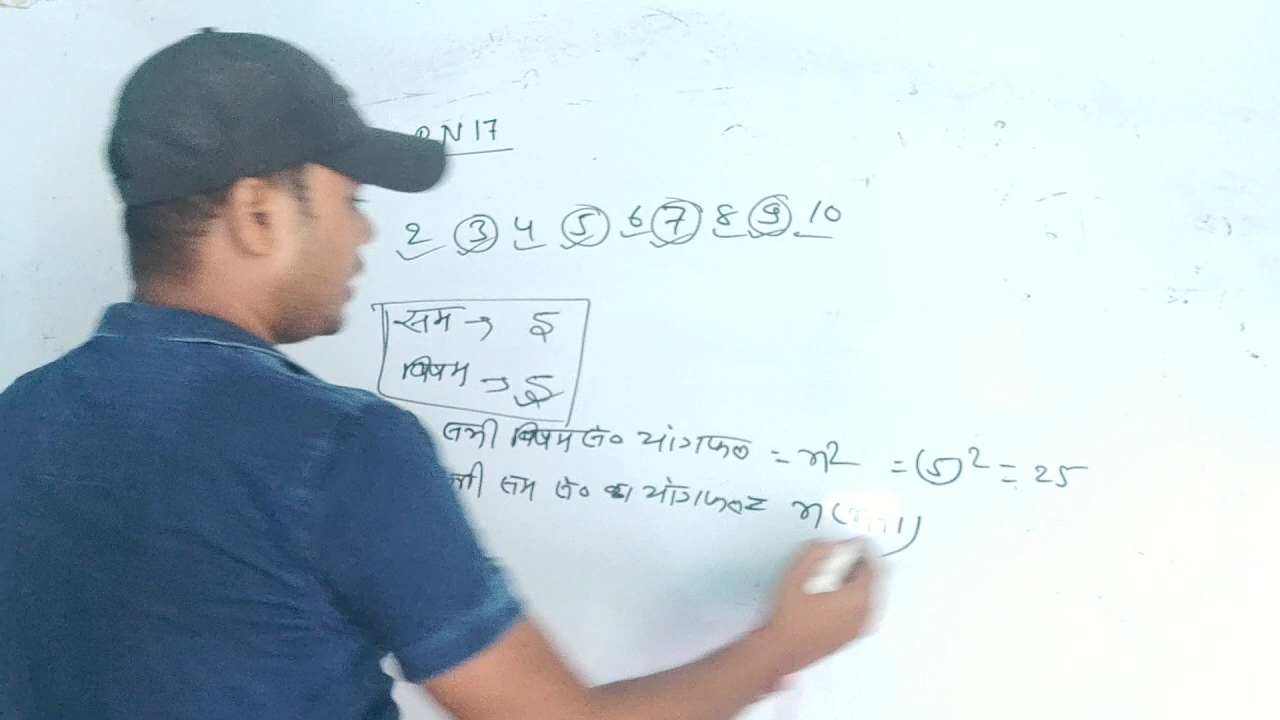 N 17
2 3 4 5 6 7 8 9 10
सम → 5
विषम → 5
सभी विषम सं० योगफल = n2 = (5)2 = 25
सम सं० का योगफल = n(n+1)